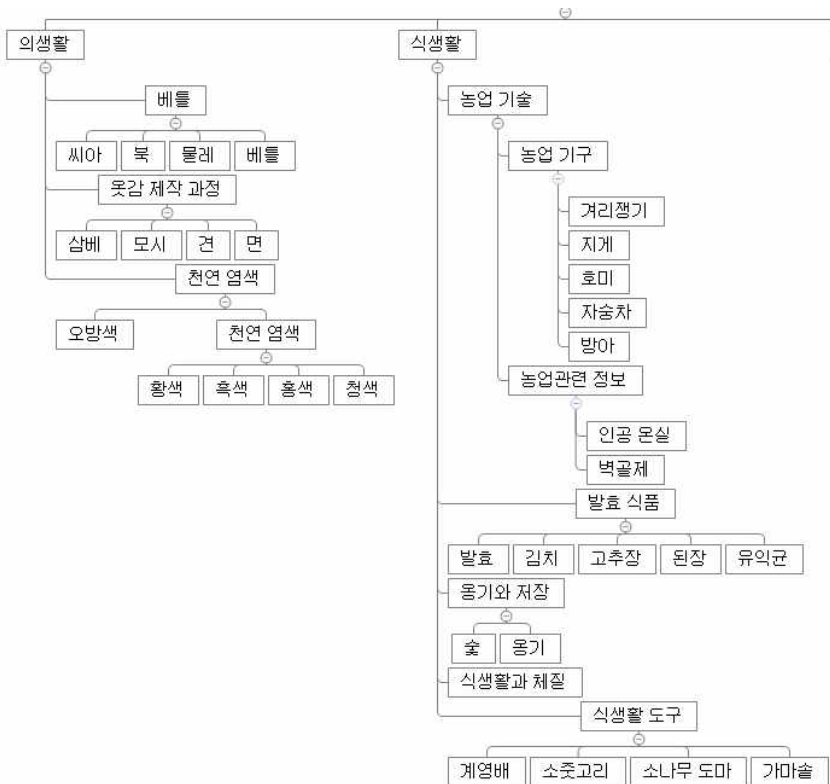 의생활
베틀
씨아 북 물레 베틀
옷감 제작 과정
삼베 모시 견 면
천연 염색
오방색 천연 염색
황색 흑색 홍색 청색
식생활
농업 기술
농업 기구
겨리쟁기
지게
호미
자승차
방아
농업관련 정보
인공 온실
벽골제
발효 식품
발효 김치 고추장 된장 유익균
옹기와 저장
숯 옹기
식생활과 체질
식생활 도구
계영배 소줏고리 소나무 도마 가마솥